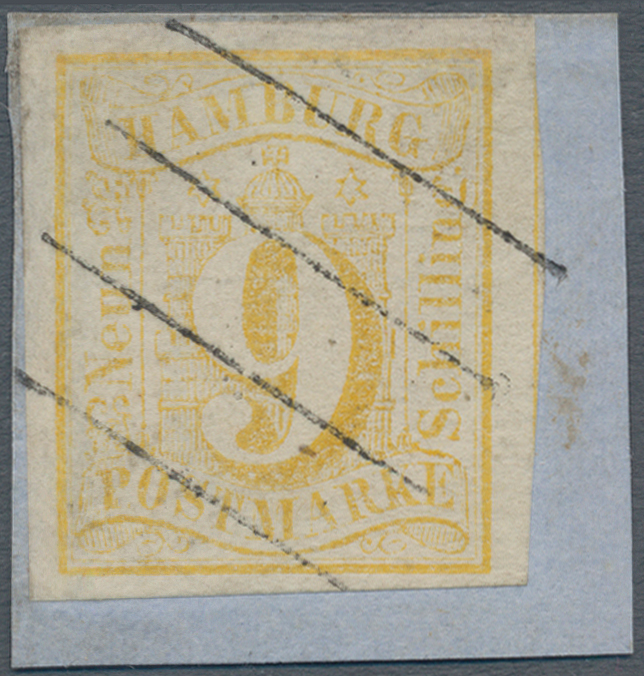 HAMBURG
Neun
9
Schilling
POSTMARKE